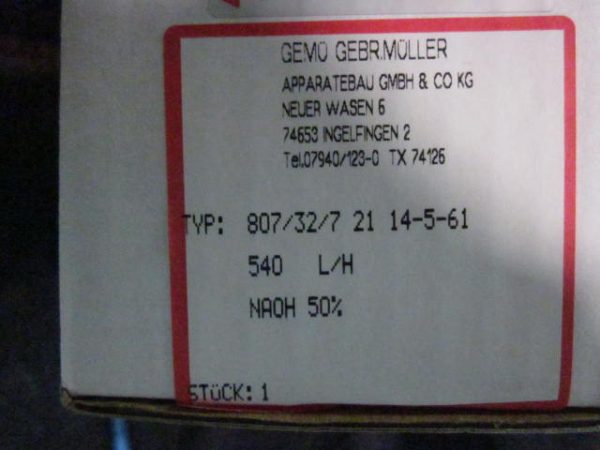 GEMÜ GEBR.MÜLLER
APPARATEBAU GMBH & CO KG
NEUER WASEN 6
74653 INGELFINGEN 2
Tel.07940/123-0 TX 74126
TYP: 807/32/7 21 14-5-61
540 L/H
NAOH 50%
STÜCK: 1